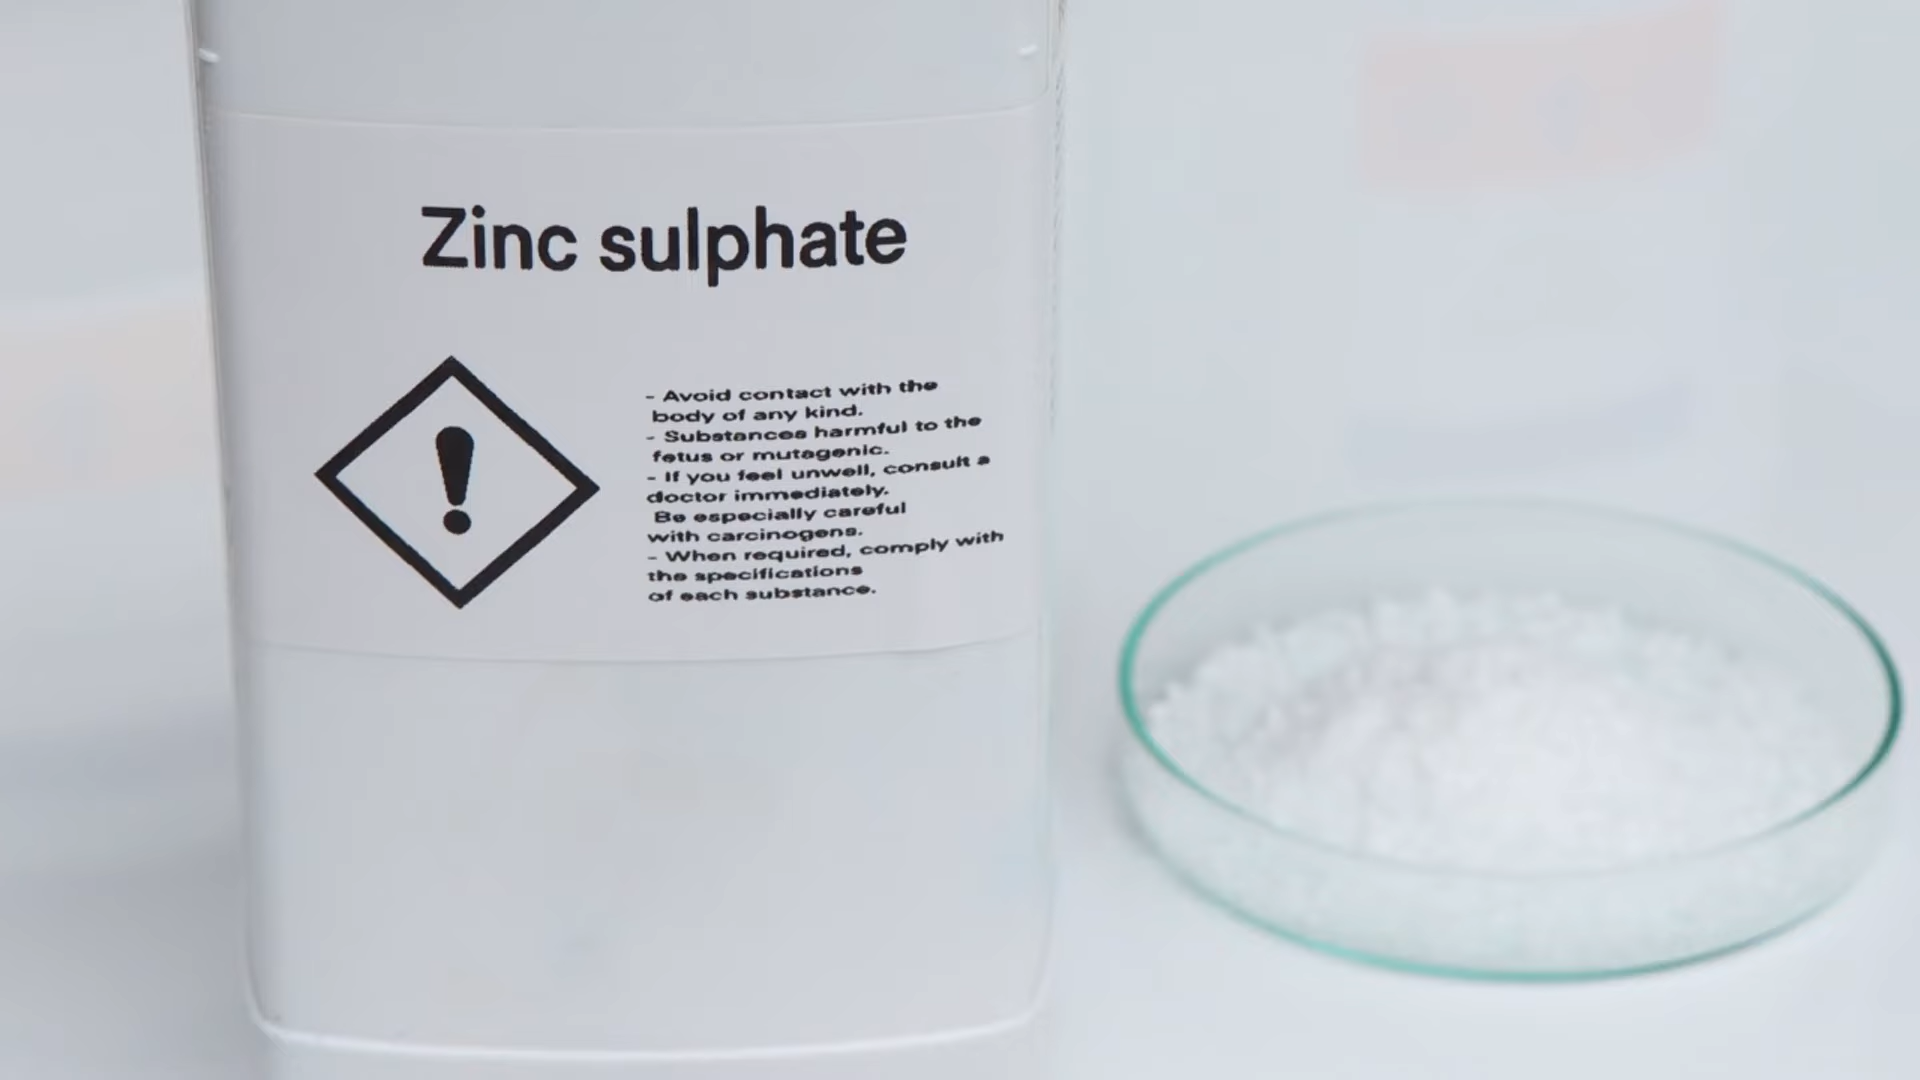 Zinc sulphate
- Avoid contact with the
body of any kind.
- Substances harmful to the
fetus or mutagenic.
- If you feel unwell, consult a
doctor immediately.
Be especially careful
with carcinogens.
- When required, comply with
the specifications
of each substance.